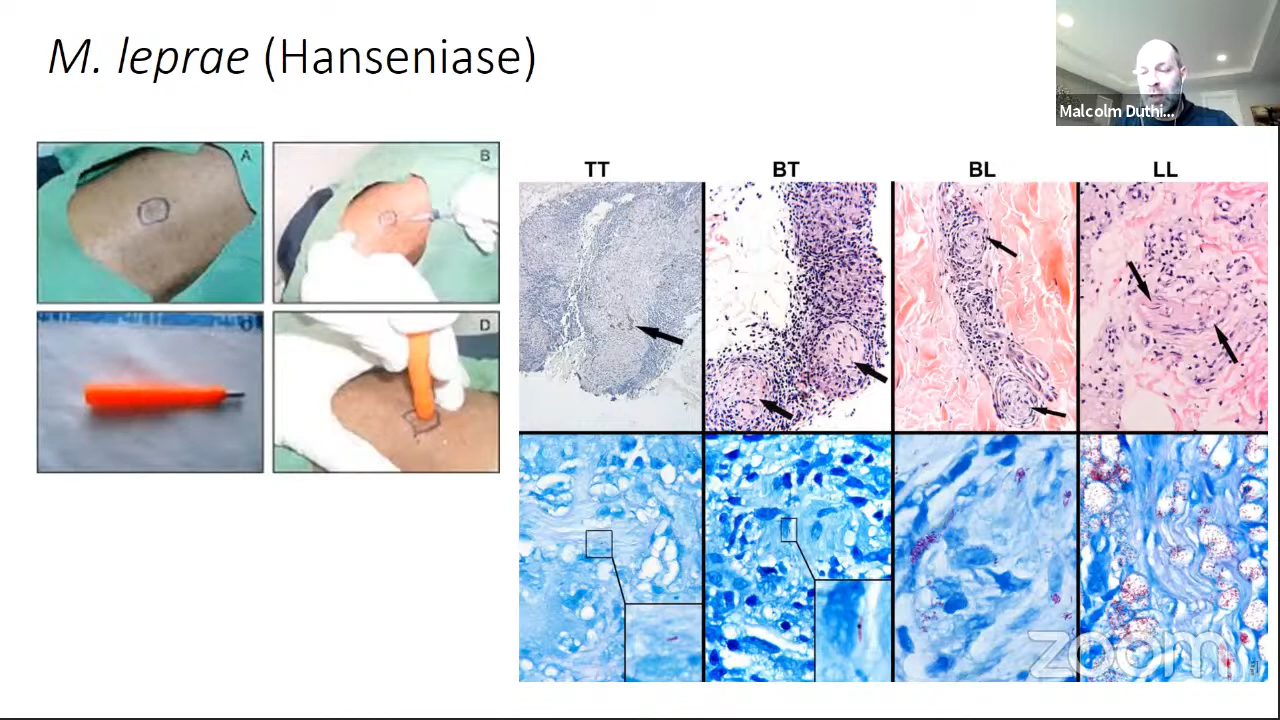 M. leprae (Hanseniase)
Malcolm Duthi...
A
B
C
D
TT
BT
BL
LL
zoom